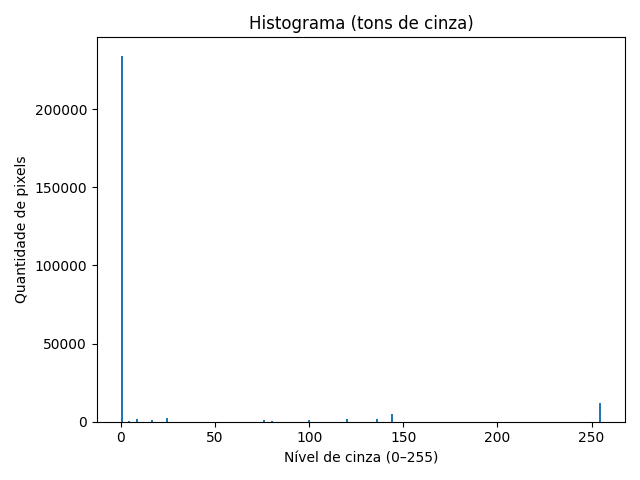 Histograma (tons de cinza)
Quantidade de pixels
200000
150000
100000
50000
0
0 50 100 150 200 250
Nível de cinza (0–255)